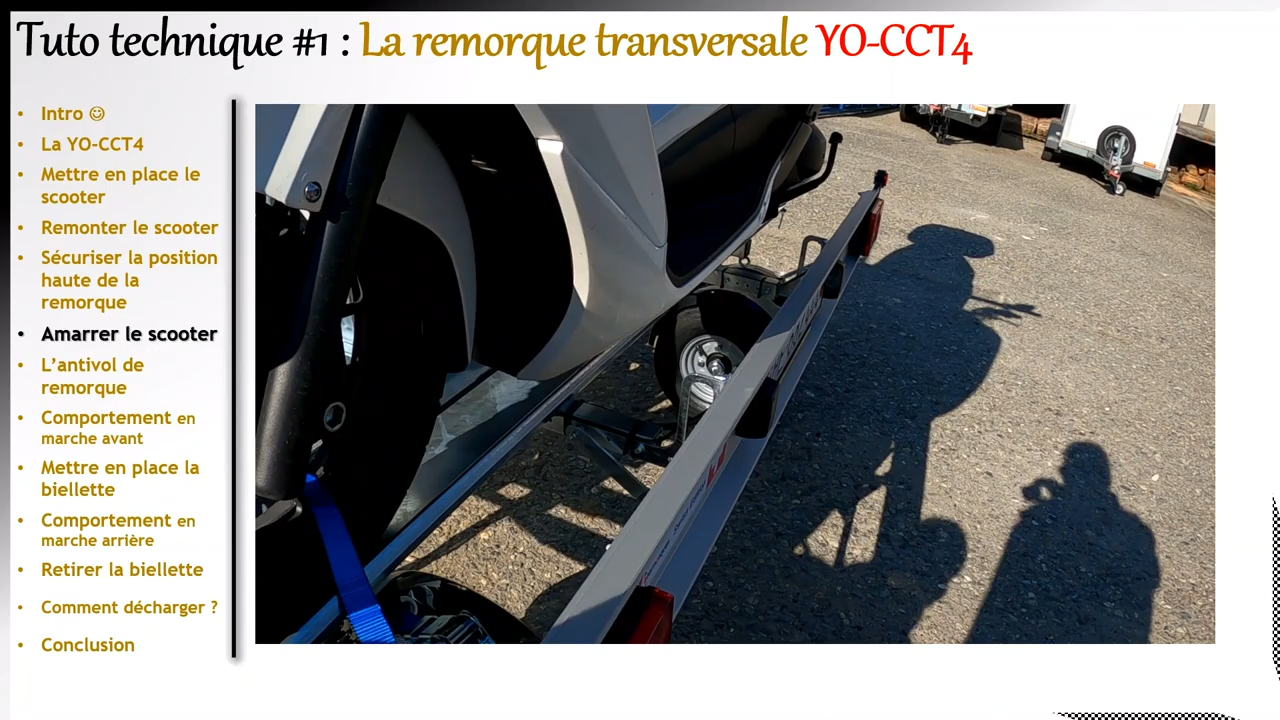 Tuto technique #1 : La remorque transversale YO-CCT4
• Intro ☺
• La YO-CCT4
• Mettre en place le
scooter
• Remonter le scooter
• Sécuriser la position
haute de la
remorque
• Amarrer le scooter
• L’antivol de
remorque
• Comportement en
marche avant
• Mettre en place la
biellette
• Comportement en
marche arrière
• Retirer la biellette
• Comment décharger ?
• Conclusion